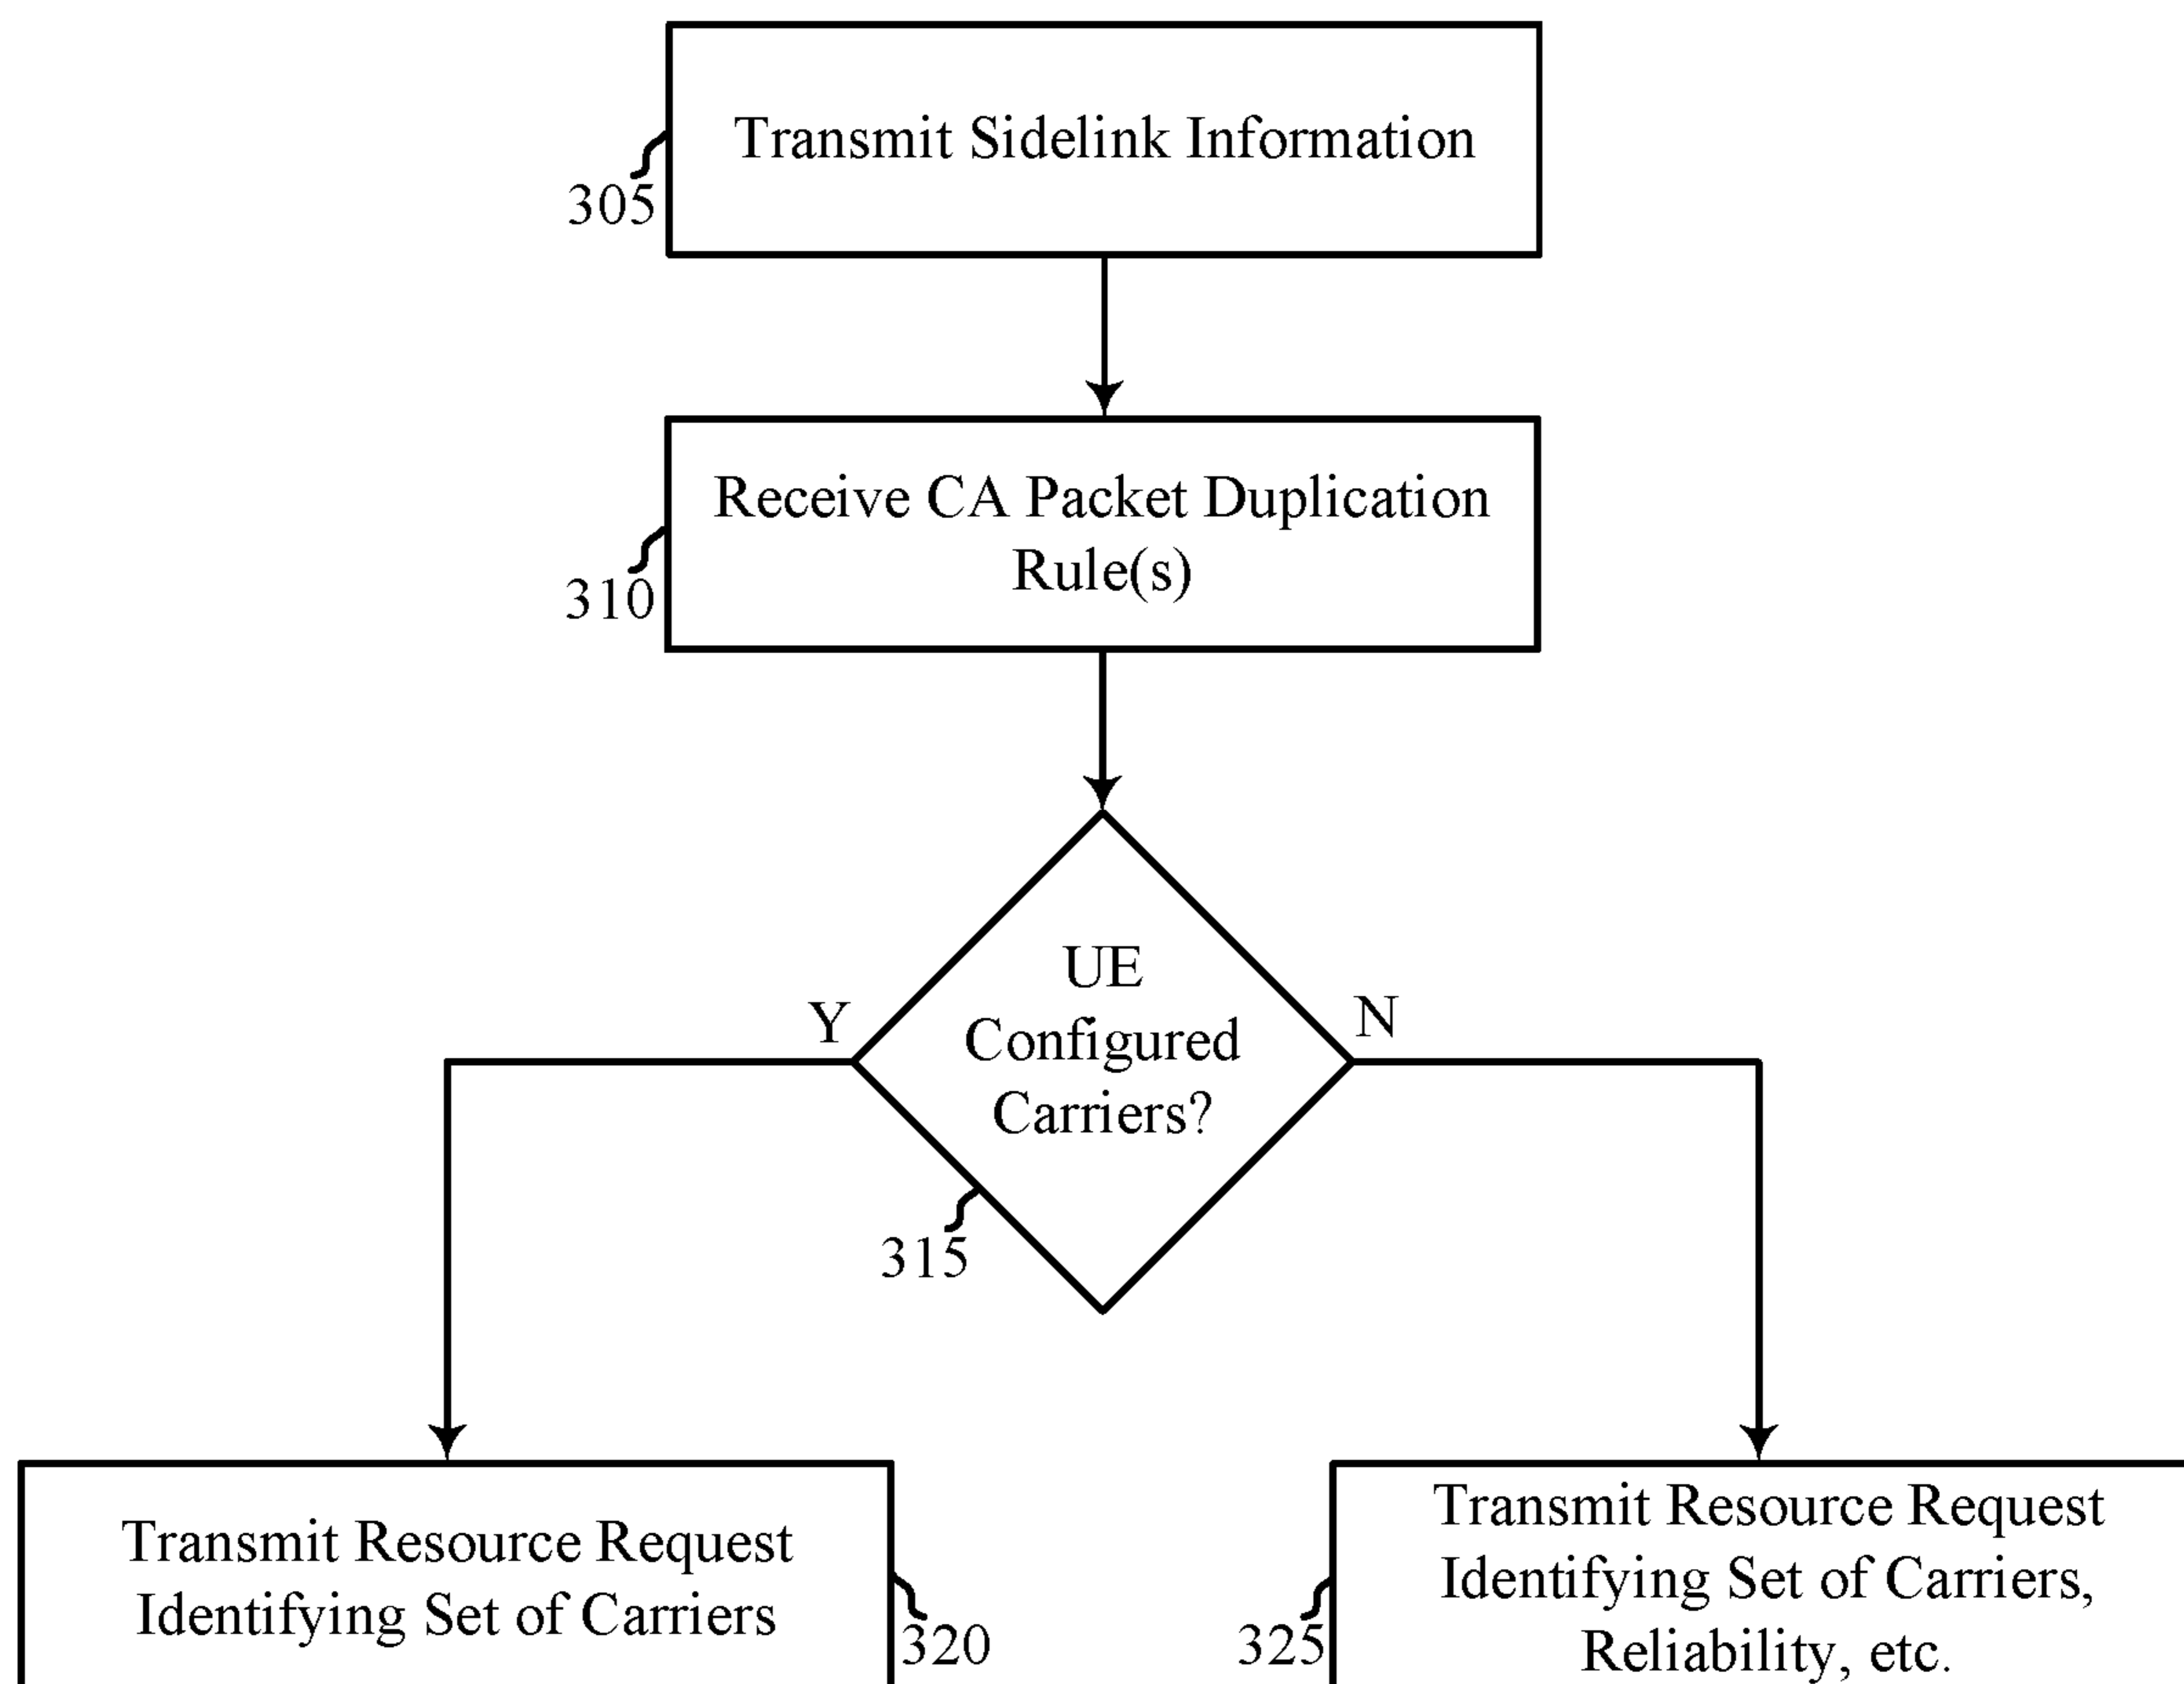 Transmit Sidelink Information
305
Receive CA Packet Duplication
Rule(s)
310
UE
Configured
Carriers?
Y
N
315
Transmit Resource Request
Identifying Set of Carriers
320
Transmit Resource Request
Identifying Set of Carriers,
Reliability, etc.
325